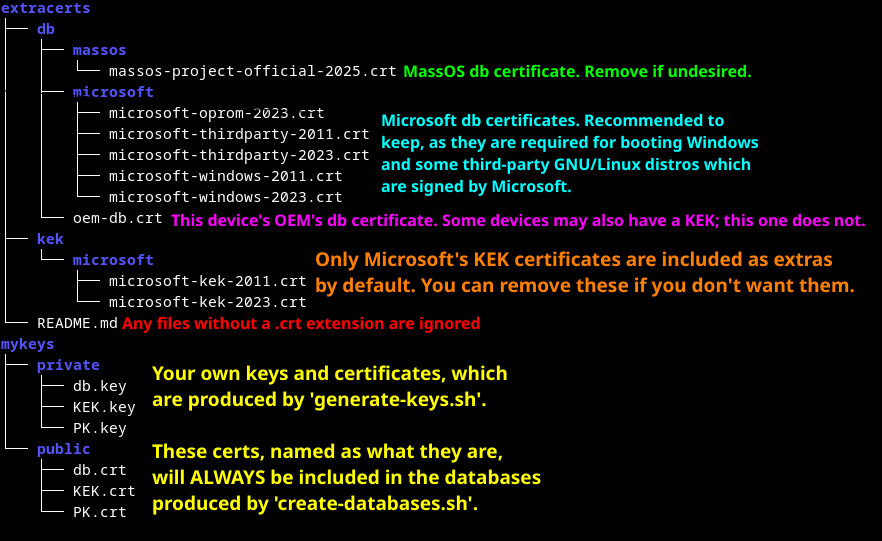 extracerts
├── db
│   ├── massos
│   │   └── massos-project-official-2025.crt MassOS db certificate. Remove if undesired.
│   ├── microsoft
│   │   ├── microsoft-oprom-2023.crt
│   │   ├── microsoft-thirdparty-2011.crt
│   │   ├── microsoft-thirdparty-2023.crt
│   │   ├── microsoft-windows-2011.crt
│   │   └── microsoft-windows-2023.crt
Microsoft db certificates. Recommended to
keep, as they are required for booting Windows
and some third-party GNU/Linux distros which
are signed by Microsoft.
│   └── oem-db.crt This device's OEM's db certificate. Some devices may also have a KEK; this one does not.
├── kek
│   └── microsoft
│       ├── microsoft-kek-2011.crt
│       └── microsoft-kek-2023.crt
Only Microsoft's KEK certificates are included as extras
by default. You can remove these if you don't want them.
└── README.md Any files without a .crt extension are ignored
mykeys
├── private
│   ├── db.key
│   ├── KEK.key
│   └── PK.key
Your own keys and certificates, which
are produced by 'generate-keys.sh'.
└── public
    ├── db.crt
    ├── KEK.crt
    └── PK.crt
These certs, named as what they are,
will ALWAYS be included in the databases
produced by 'create-databases.sh'.